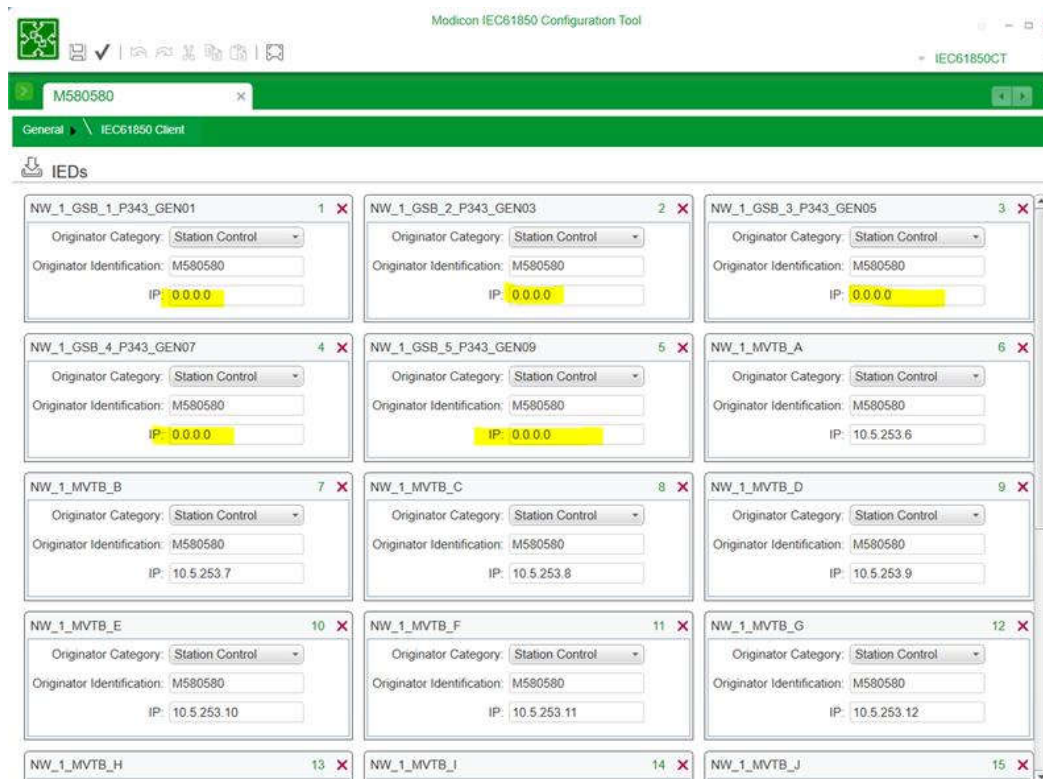 Modicon IEC61850 Configuration Tool
IEC61850CT
M580580
General
IEC61850 Client
IEDs
NW_1_GSB_1_P343_GEN01 1
Originator Category: Station Control
Originator Identification: M580580
IP: 0.0.0.0
NW_1_GSB_2_P343_GEN03 2
Originator Category: Station Control
Originator Identification: M580580
IP: 0.0.0.0
NW_1_GSB_3_P343_GEN05 3
Originator Category: Station Control
Originator Identification: M580580
IP: 0.0.0.0
NW_1_GSB_4_P343_GEN07 4
Originator Category: Station Control
Originator Identification: M580580
IP: 0.0.0.0
NW_1_GSB_5_P343_GEN09 5
Originator Category: Station Control
Originator Identification: M580580
IP: 0.0.0.0
NW_1_MVTB_A 6
Originator Category: Station Control
Originator Identification: M580580
IP: 10.5.253.6
NW_1_MVTB_B 7
Originator Category: Station Control
Originator Identification: M580580
IP: 10.5.253.7
NW_1_MVTB_C 8
Originator Category: Station Control
Originator Identification: M580580
IP: 10.5.253.8
NW_1_MVTB_D 9
Originator Category: Station Control
Originator Identification: M580580
IP: 10.5.253.9
NW_1_MVTB_E 10
Originator Category: Station Control
Originator Identification: M580580
IP: 10.5.253.10
NW_1_MVTB_F 11
Originator Category: Station Control
Originator Identification: M580580
IP: 10.5.253.11
NW_1_MVTB_G 12
Originator Category: Station Control
Originator Identification: M580580
IP: 10.5.253.12
NW_1_MVTB_H 13
NW_1_MVTB_I 14
NW_1_MVTB_J 15